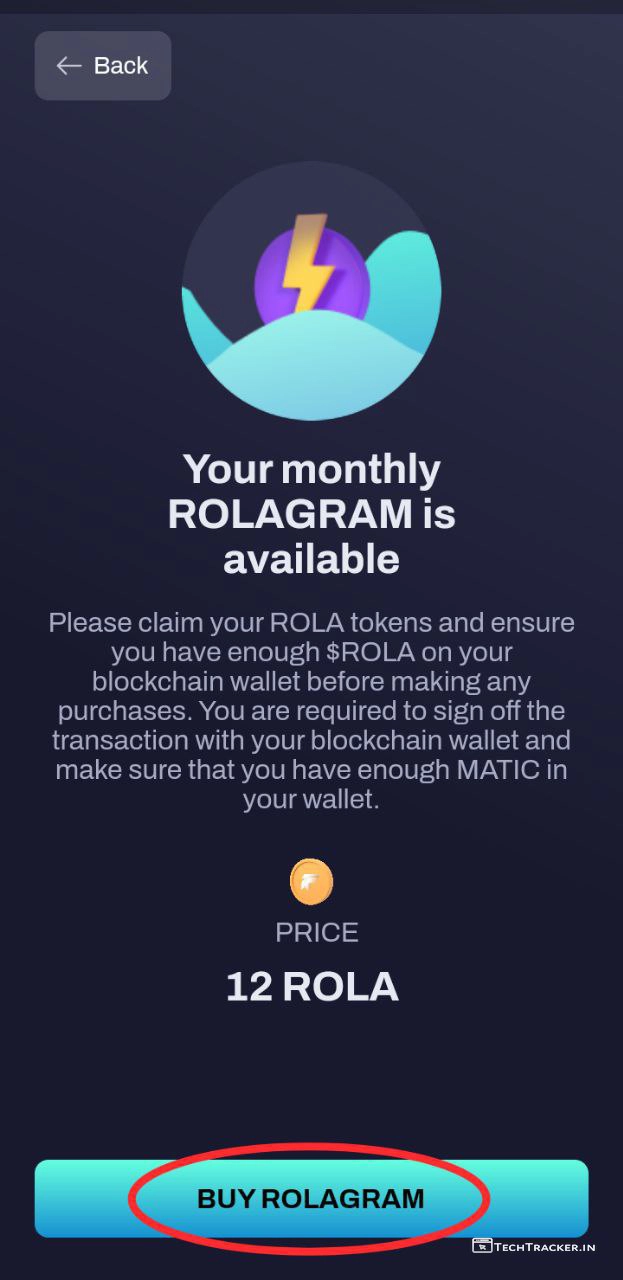 Back
Your monthly
ROLAGRAM is
available
Please claim your ROLA tokens and ensure
you have enough $ROLA on your
blockchain wallet before making any
purchases. You are required to sign off the
transaction with your blockchain wallet and
make sure that you have enough MATIC in
your wallet.
PRICE
12 ROLA
BUY ROLAGRAM
TECHTRACKER.IN